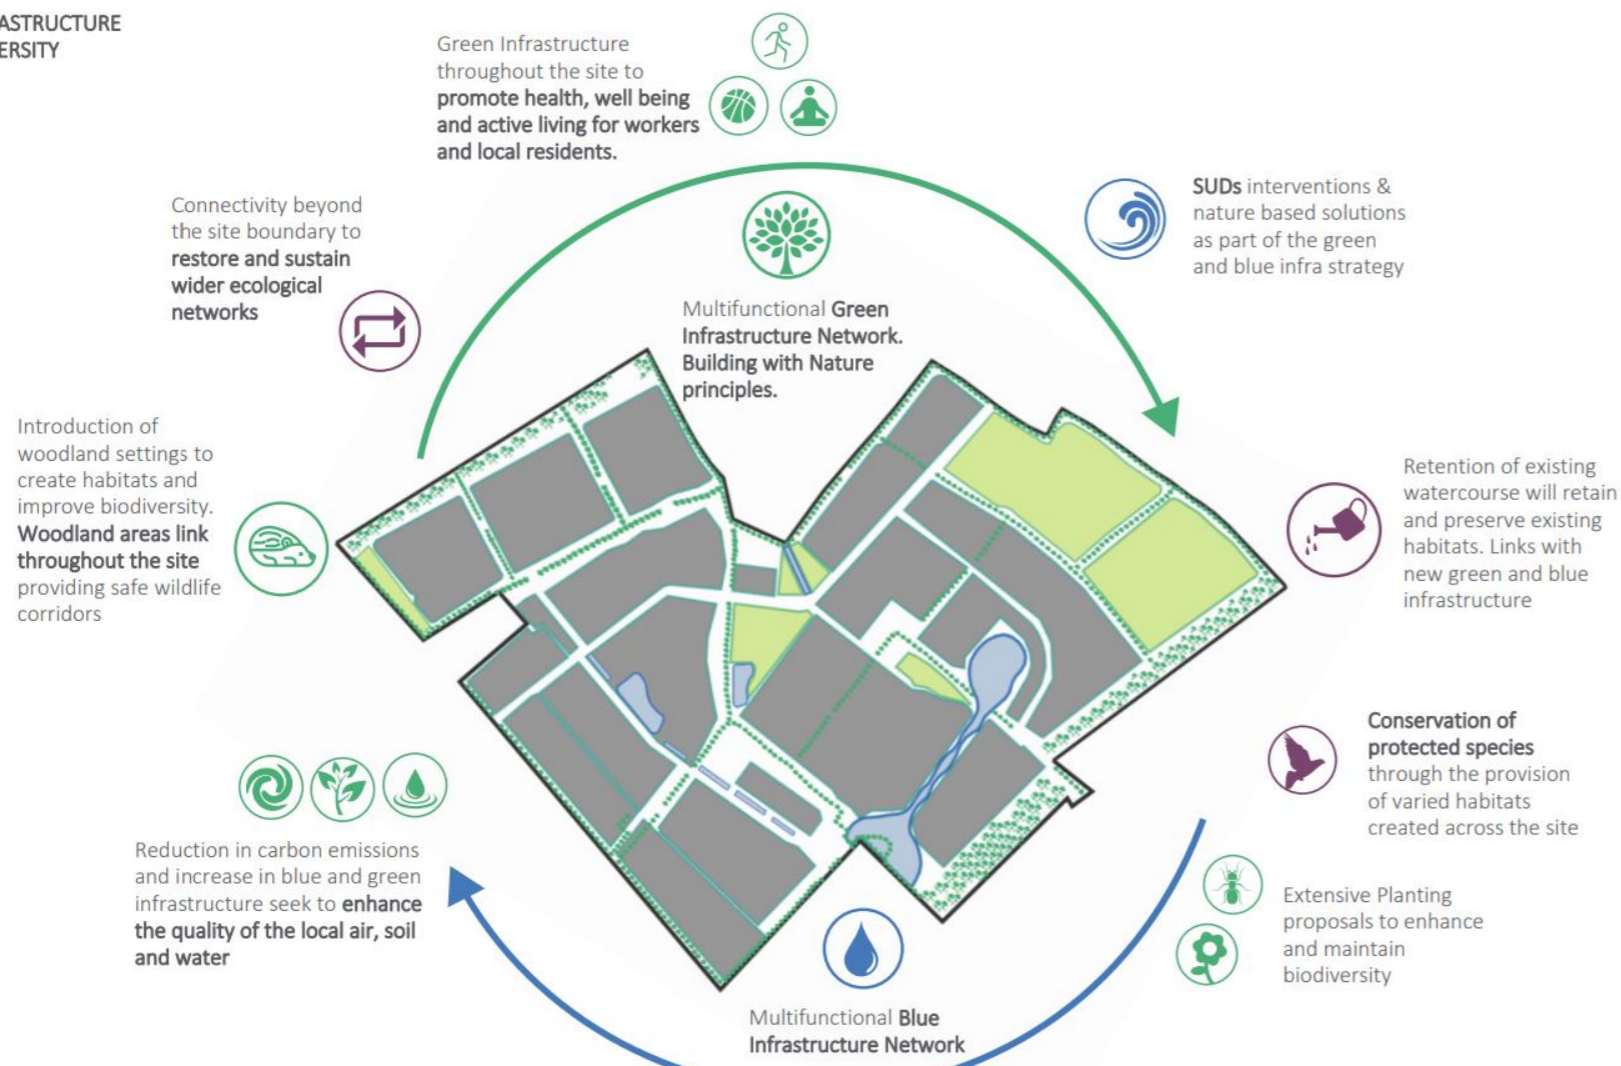 ASTRUCTURE
ERSITY
Green Infrastructure
throughout the site to
promote health, well being
and active living for workers
and local residents.
Connectivity beyond
the site boundary to
restore and sustain
wider ecological
networks
SUDs interventions &
nature based solutions
as part of the green
and blue infra strategy
Multifunctional Green
Infrastructure Network.
Building with Nature
principles.
Introduction of
woodland settings to
create habitats and
improve biodiversity.
Woodland areas link
throughout the site
providing safe wildlife
corridors
Retention of existing
watercourse will retain
and preserve existing
habitats. Links with
new green and blue
infrastructure
Conservation of
protected species
through the provision
of varied habitats
created across the site
Reduction in carbon emissions
and increase in blue and green
infrastructure seek to enhance
the quality of the local air, soil
and water
Extensive Planting
proposals to enhance
and maintain
biodiversity
Multifunctional Blue
Infrastructure Network